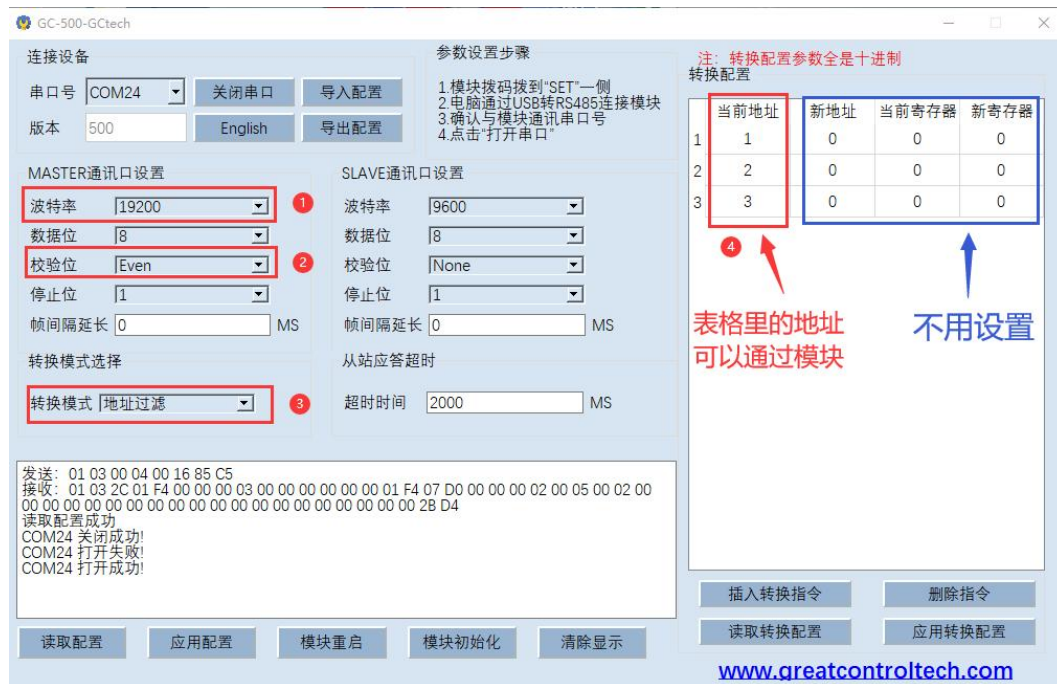 GC-500-GCtech
连接设备
串口号 COM24 关闭串口 导入配置
版本 500 English 导出配置
参数设置步骤
1.模块拨码拨到“SET”一侧
2.电脑通过USB转RS485连接模块
3.确认与模块通讯串口号
4.点击“打开串口”
MASTER通讯口设置
波特率 19200 1
数据位 8
校验位 Even 2
停止位 1
帧间隔延长 0 MS
转换模式选择
转换模式 地址过滤 3
SLAVE通讯口设置
波特率 9600
数据位 8
校验位 None
停止位 1
帧间隔延长 0 MS
从站应答超时
超时时间 2000 MS
发送: 01 03 00 04 00 16 85 C5
接收: 01 03 2C 01 F4 00 00 00 03 00 00 00 00 00 00 01 F4 07 D0 00 00 00 02 00 05 00 02 00
00 00 00 00 00 00 00 00 00 00 00 00 00 00 00 00 00 00 2B D4
读取配置成功
COM24 关闭成功!
COM24 打开失败!
COM24 打开成功!
读取配置 应用配置 模块重启 模块初始化 清除显示
注: 转换配置参数全是十进制
转换配置
当前地址 新地址 当前寄存器 新寄存器
1 1 0 0 0
2 2 0 0 0
3 3 0 0 0
4
表格里的地址
可以通过模块
不用设置
插入转换指令 删除指令
读取转换配置 应用转换配置
www.greatcontroltech.com